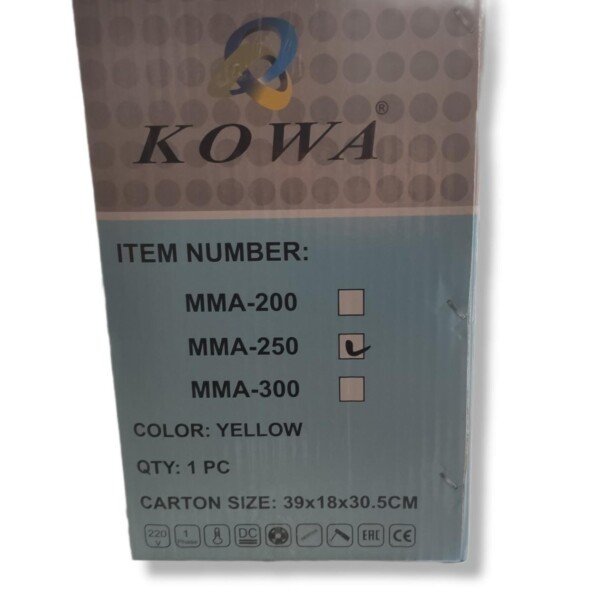 KOWA®
ITEM NUMBER:
MMA-200
MMA-250
MMA-300
COLOR: YELLOW
QTY: 1 PC
CARTON SIZE: 39x18x30.5CM
220 V 1 Phase DC EAC CE